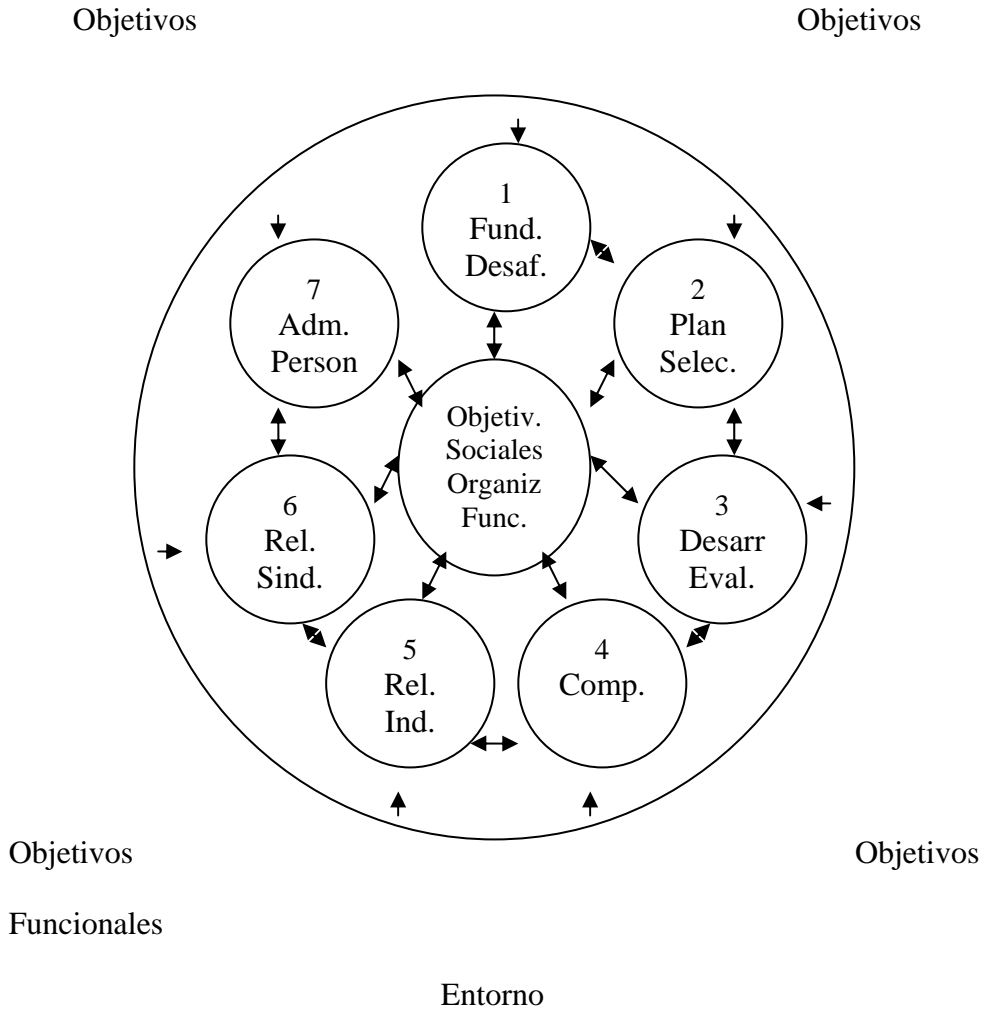 Objetivos
Objetivos
1
Fund.
Desaf.
7
Adm.
Person
2
Plan
Selec.
Objetiv.
Sociales
Organiz
Func.
6
Rel.
Sind.
3
Desarr
Eval.
5
Rel.
Ind.
4
Comp.
Objetivos
Objetivos
Funcionales
Entorno